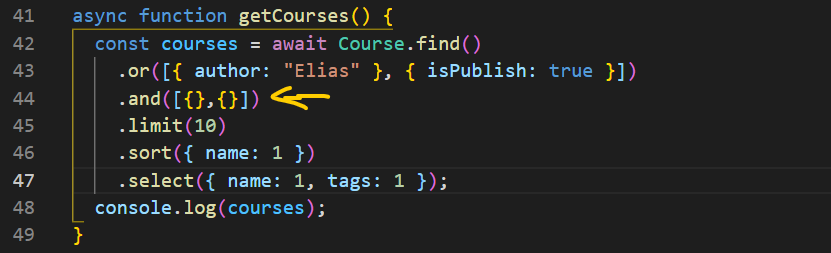 41 async function getCourses() {
42   const courses = await Course.find()
43     .or([{ author: "Elias" }, { isPublish: true }])
44     .and([{},{}])
45     .limit(10)
46     .sort({ name: 1 })
47     .select({ name: 1, tags: 1 });
48   console.log(courses);
49 }